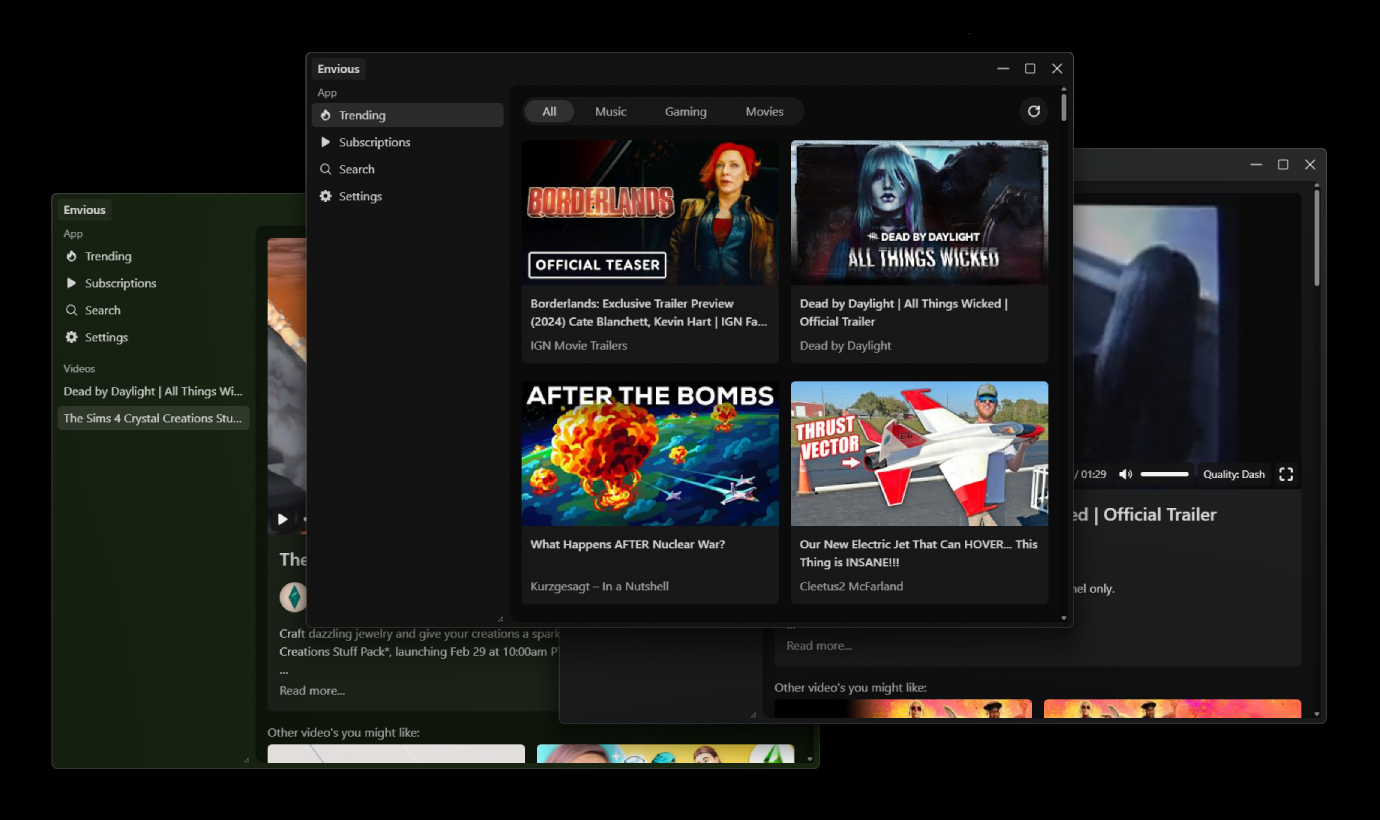 Envious
App
Trending
Subscriptions
Search
Settings
All
Music
Gaming
Movies
BORDERLANDS
OFFICIAL TEASER
Borderlands: Exclusive Trailer Preview
(2024) Cate Blanchett, Kevin Hart | IGN Fa...
IGN Movie Trailers
DEAD BY DAYLIGHT
ALL THINGS WICKED
Dead by Daylight | All Things Wicked |
Official Trailer
Dead by Daylight
AFTER THE BOMBS
What Happens AFTER Nuclear War?
Kurzgesagt – In a Nutshell
THRUST
VECTOR
Our New Electric Jet That Can HOVER... This
Thing is INSANE!!!
Cleetus2 McFarland
Envious
App
Trending
Subscriptions
Search
Settings
Videos
Dead by Daylight | All Things Wi...
The Sims 4 Crystal Creations Stu...
The
Craft dazzling jewelry and give your creations a spark
Creations Stuff Pack*, launching Feb 29 at 10:00am P
...
Read more...
Other video's you might like:
/ 01:29
Quality: Dash
ed | Official Trailer
nel only.
...
Read more...
Other video's you might like: